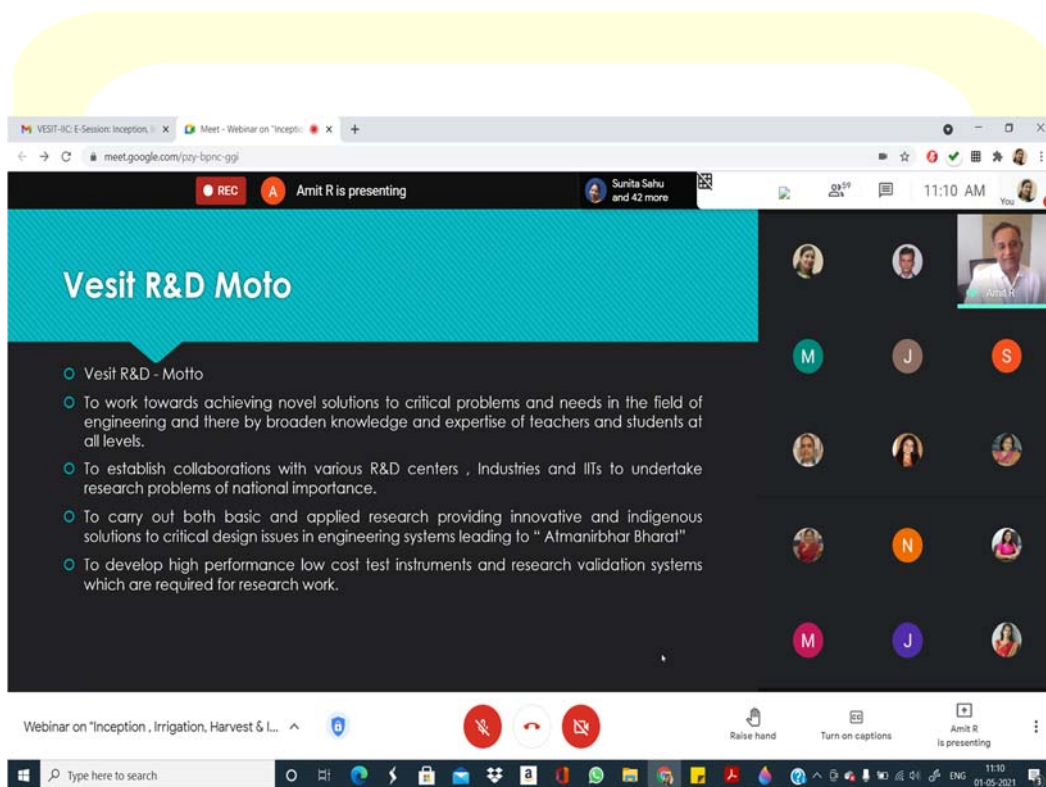 VESIT-IIC: E-Session: Inception, I
Meet - Webinar on "Incepti
meet.google.com/pzy-bpnc-ggi
REC
A
Amit R is presenting
Sunita Sahu
and 42 more
59
11:10 AM
You
Vesit R&D Moto
Amit R
Vesit R&D - Motto
To work towards achieving novel solutions to critical problems and needs in the field of
engineering and there by broaden knowledge and expertise of teachers and students at
all levels.
To establish collaborations with various R&D centers , Industries and IITs to undertake
research problems of national importance.
To carry out both basic and applied research providing innovative and indigenous
solutions to critical design issues in engineering systems leading to “ Atmanirbhar Bharat”
To develop high performance low cost test instruments and research validation systems
which are required for research work.
M
J
S
N
M
J
Webinar on "Inception , Irrigation, Harvest & I...
Raise hand
CC
Turn on captions
Amit R
is presenting
Type here to search
a
ENG
11:10
01-05-2021
3